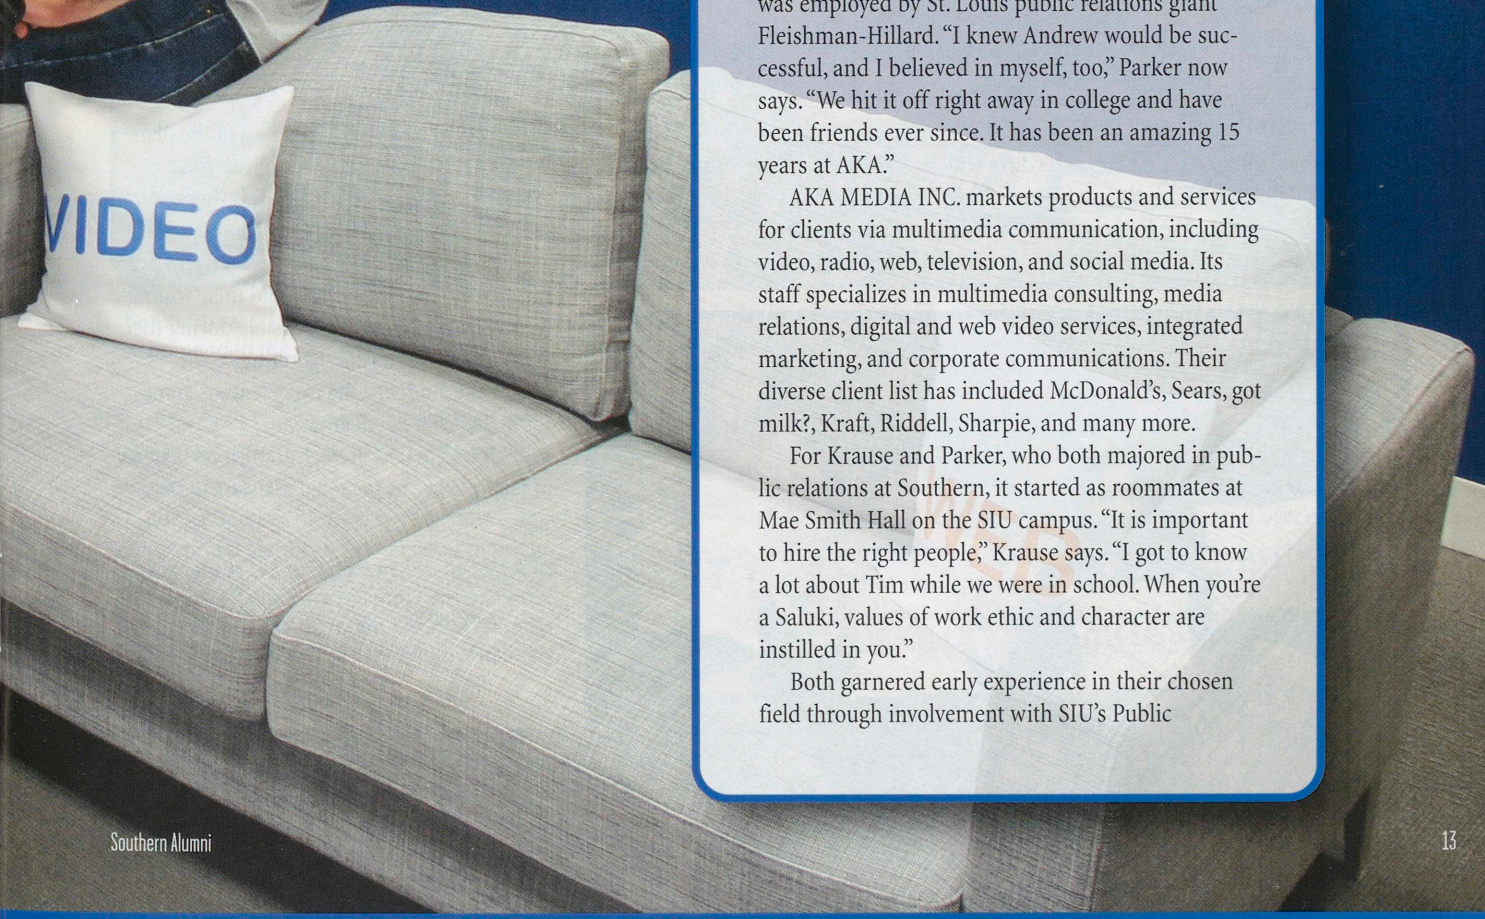 VIDEO
was employed by St. Louis public relations giant
Fleishman-Hillard. “I knew Andrew would be suc-
cessful, and I believed in myself, too,” Parker now
says. “We hit it off right away in college and have
been friends ever since. It has been an amazing 15
years at AKA.”
AKA MEDIA INC. markets products and services
for clients via multimedia communication, including
video, radio, web, television, and social media. Its
staff specializes in multimedia consulting, media
relations, digital and web video services, integrated
marketing, and corporate communications. Their
diverse client list has included McDonald’s, Sears, got
milk?, Kraft, Riddell, Sharpie, and many more.
For Krause and Parker, who both majored in pub-
lic relations at Southern, it started as roommates at
Mae Smith Hall on the SIU campus. “It is important
to hire the right people,” Krause says. “I got to know
a lot about Tim while we were in school. When you’re
a Saluki, values of work ethic and character are
instilled in you.”
Both garnered early experience in their chosen
field through involvement with SIU’s Public
WEB
Southern Alumni
13